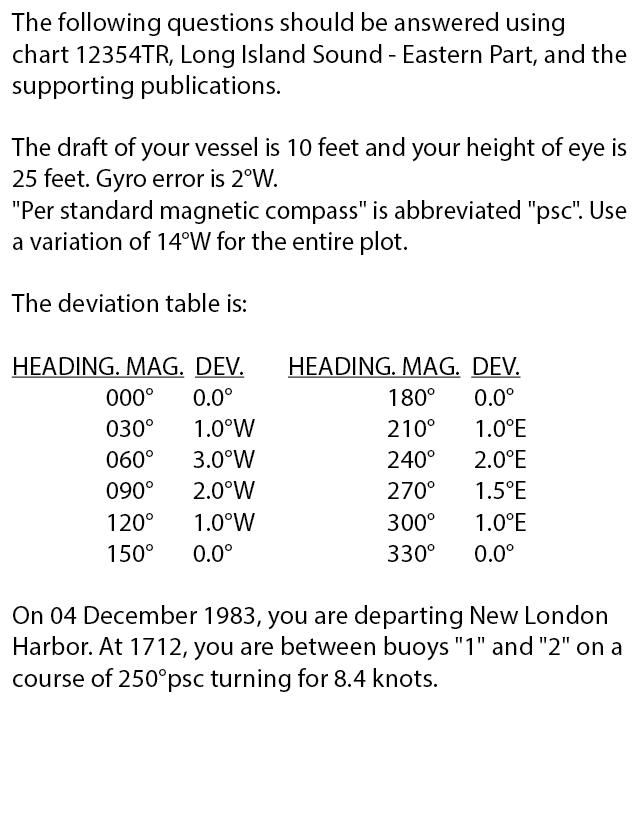 The following questions should be answered using
chart 12354TR, Long Island Sound - Eastern Part, and the
supporting publications.
The draft of your vessel is 10 feet and your height of eye is
25 feet. Gyro error is 2°W.
"Per standard magnetic compass" is abbreviated "psc". Use
a variation of 14°W for the entire plot.
The deviation table is:
HEADING. MAG. DEV. HEADING. MAG. DEV.
000° 0.0° 180° 0.0°
030° 1.0°W 210° 1.0°E
060° 3.0°W 240° 2.0°E
090° 2.0°W 270° 1.5°E
120° 1.0°W 300° 1.0°E
150° 0.0° 330° 0.0°
On 04 December 1983, you are departing New London
Harbor. At 1712, you are between buoys "1" and "2" on a
course of 250°psc turning for 8.4 knots.